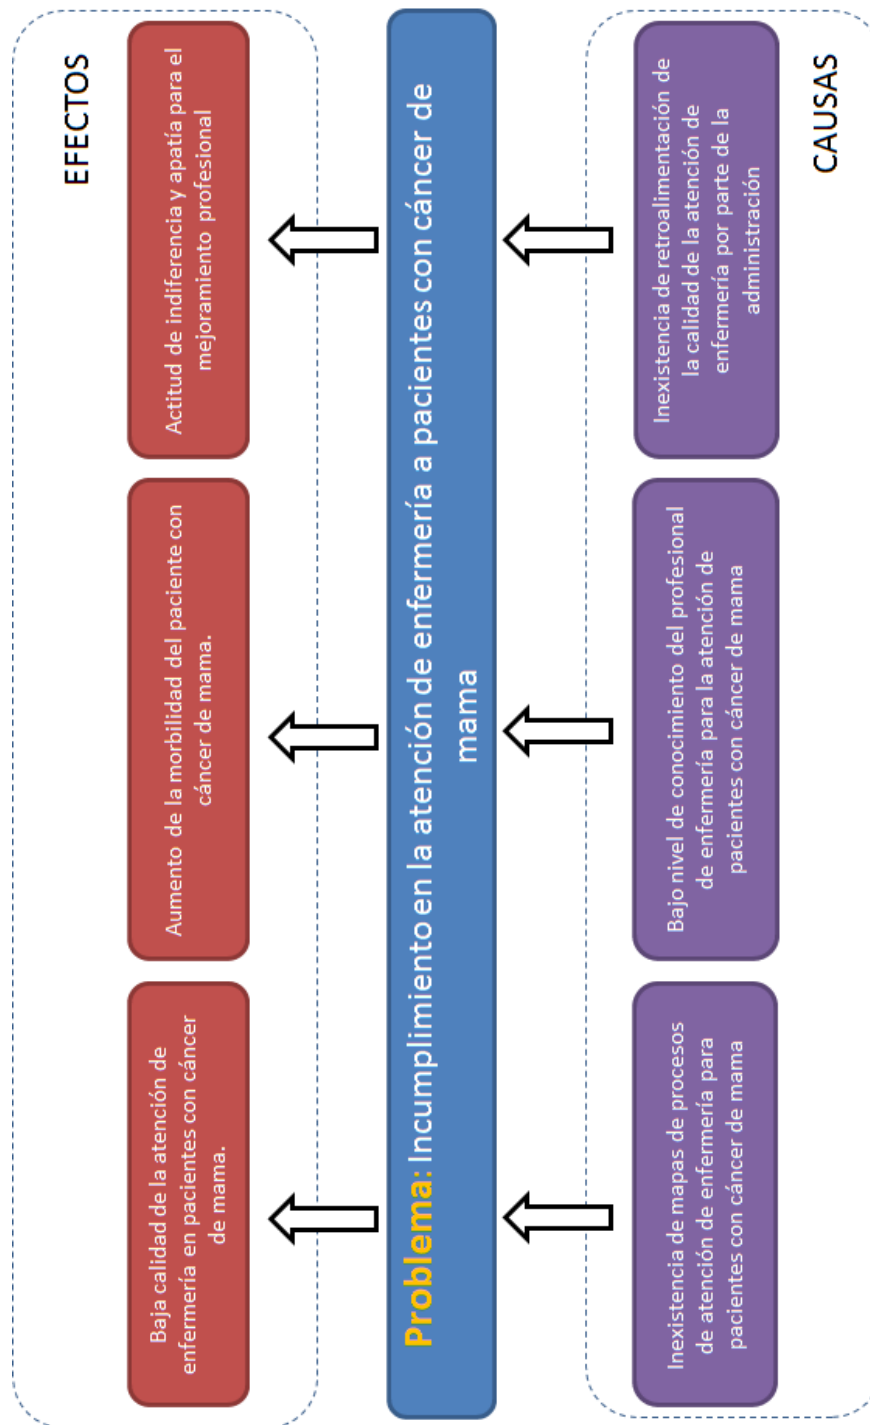 EFECTOS
Baja calidad de la atención de
enfermería en pacientes con cáncer
de mama.
Aumento de la morbilidad del paciente con
cáncer de mama.
Actitud de indiferencia y apatía para el
mejoramiento profesional
Problema: Incumplimiento en la atención de enfermería a pacientes con cáncer de
mama
Inexistencia de mapas de procesos
de atención de enfermería para
pacientes con cáncer de mama
Bajo nivel de conocimiento del profesional
de enfermería para la atención de
pacientes con cáncer de mama
Inexistencia de retroalimentación de
la calidad de la atención de
enfermería por parte de la
administración
CAUSAS